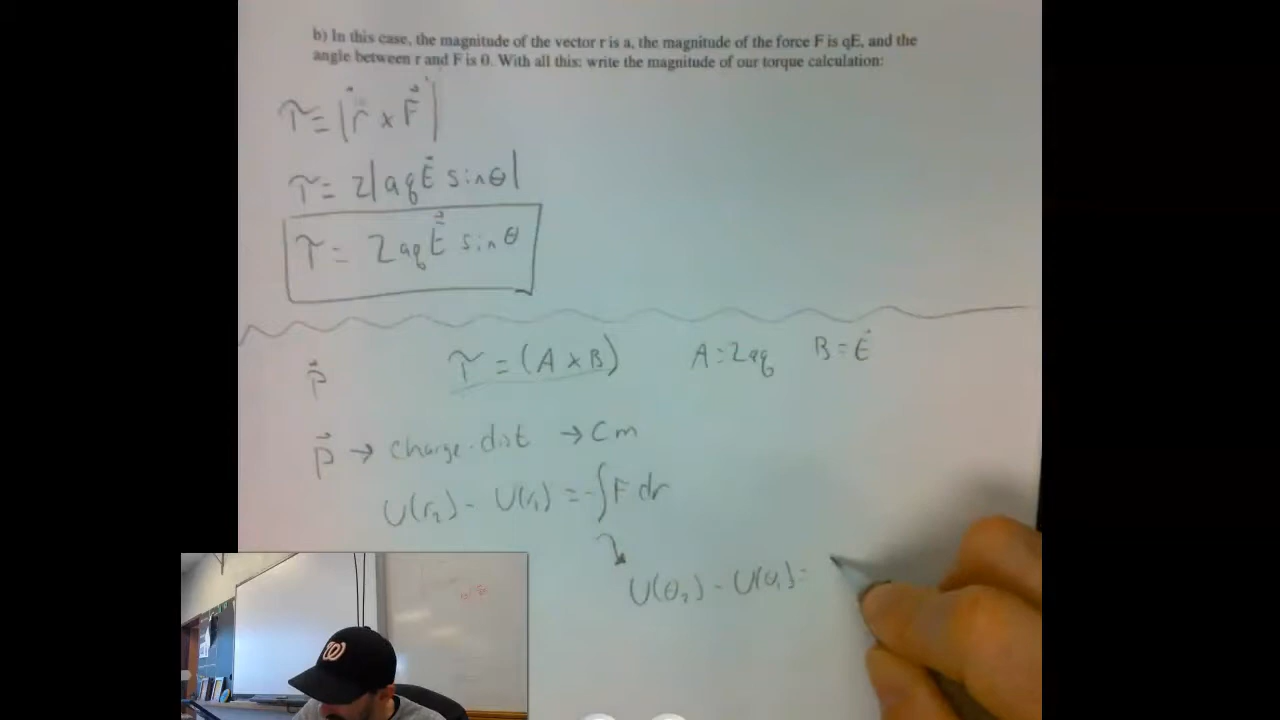 b) In this case, the magnitude of the vector r is a, the magnitude of the force F is qE, and the
angle between r and F is θ. With all this: write the magnitude of our torque calculation:
τ = |r⃗ × F⃗|
τ = 2|aqE⃗ sinθ|
τ = 2aqE⃗ sinθ
p⃗ τ = (A × B) A = 2aq B = E⃗
p⃗ → charge · dist → Cm
U(r₂) - U(r₁) = -∫F dr
U(θ₂) - U(θ₁) =